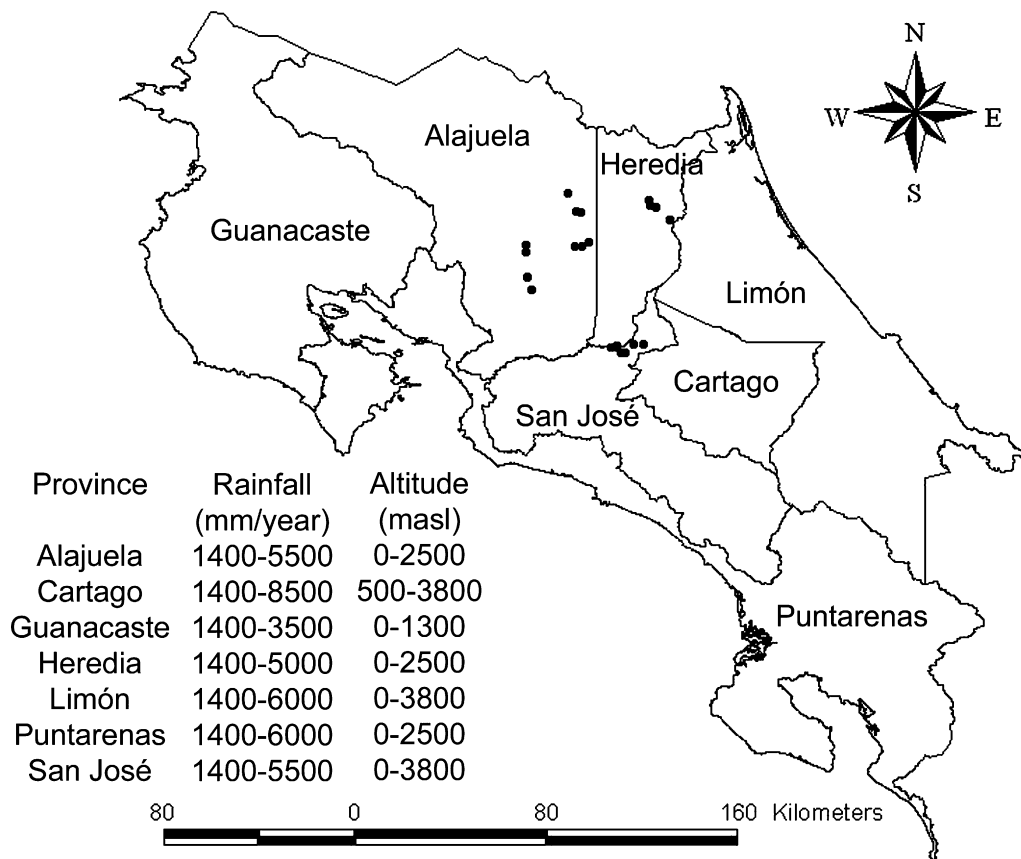 N
W E
S
Alajuela
Heredia
Guanacaste
Limón
Cartago
San José
Puntarenas
Province Rainfall Altitude
(mm/year) (masl)
Alajuela 1400-5500 0-2500
Cartago 1400-8500 500-3800
Guanacaste 1400-3500 0-1300
Heredia 1400-5000 0-2500
Limón 1400-6000 0-3800
Puntarenas 1400-6000 0-2500
San José 1400-5500 0-3800
80 0 80 160 Kilometers